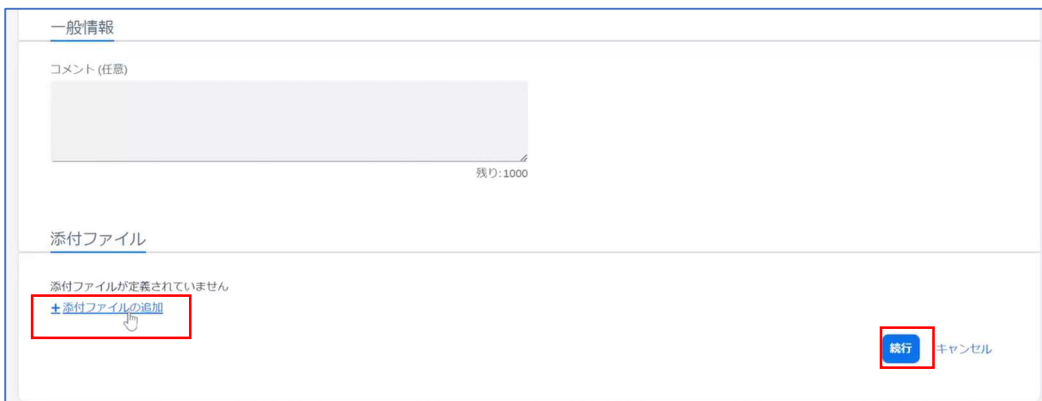 一般情報
コメント (任意)
残り:1000
添付ファイル
添付ファイルが定義されていません
+添付ファイルの追加
続行 キャンセル